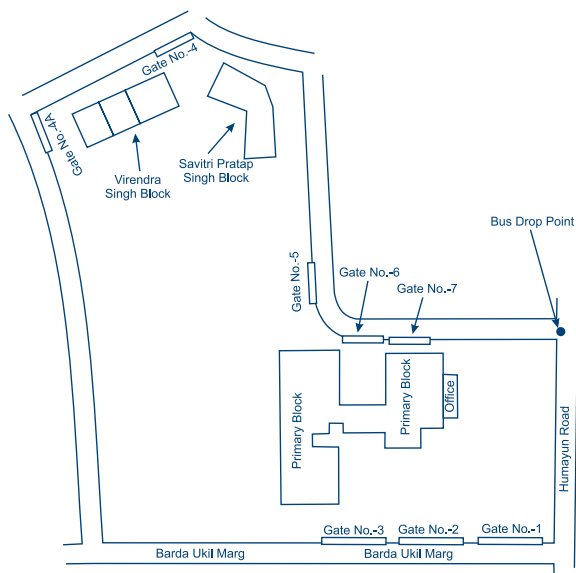 Gate No.-4
Gate No.-4A
Virendra
Singh Block
Savitri Pratap
Singh Block
Bus Drop Point
Gate No.-5
Gate No.-6
Gate No.-7
Primary Block
Primary Block
Office
Humayun Road
Gate No.-3
Gate No.-2
Gate No.-1
Barda Ukil Marg
Barda Ukil Marg